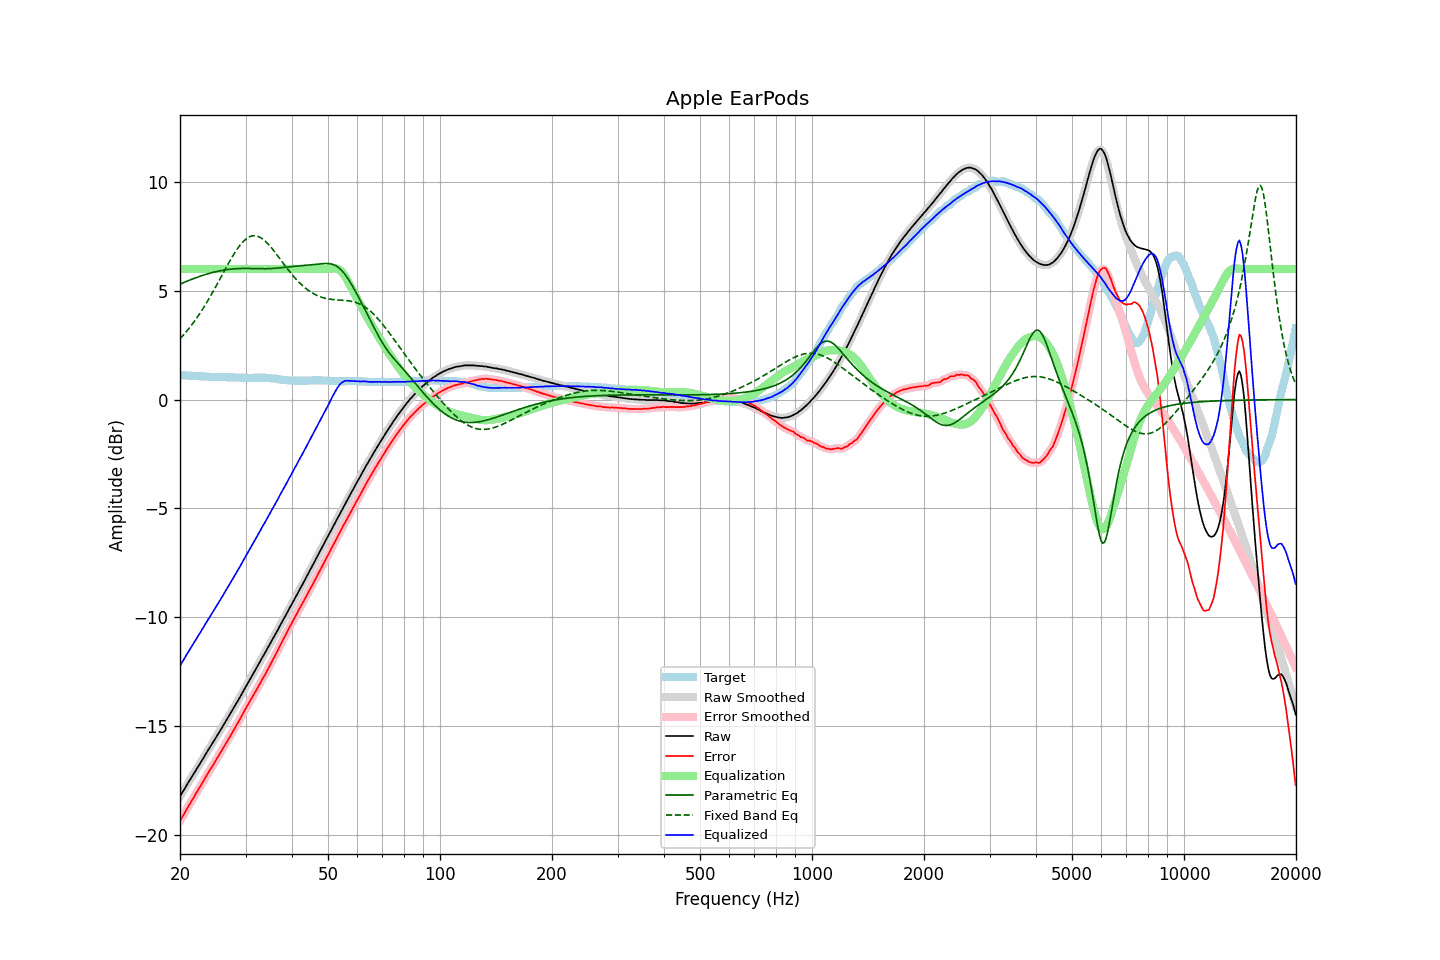 Apple EarPods
Amplitude (dBr)
10
5
0
−5
−10
−15
−20
Target
Raw Smoothed
Error Smoothed
Raw
Error
Equalization
Parametric Eq
Fixed Band Eq
Equalized
20 50 100 200 500 1000 2000 5000 10000 20000
Frequency (Hz)